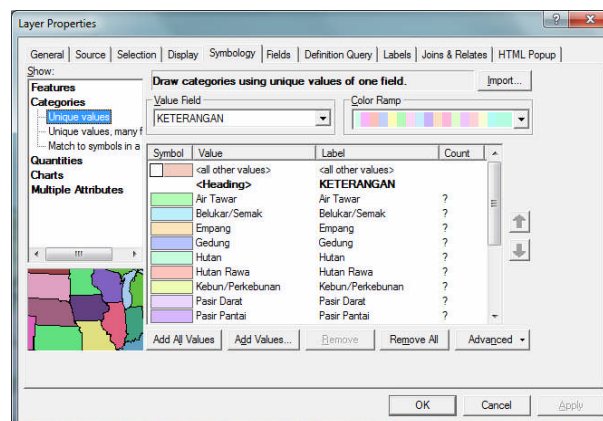 Layer Properties
General Source Selection Display Symbology Fields Definition Query Labels Joins & Relates HTML Popup
Show:
Features
Categories
Unique values
Unique values, many f
Match to symbols in a
Quantities
Charts
Multiple Attributes
Draw categories using unique values of one field.
Import...
Value Field
KETERANGAN
Color Ramp
Symbol Value Label Count
<all other values> <all other values>
<Heading> KETERANGAN
Air Tawar Air Tawar ?
Belukar/Semak Belukar/Semak ?
Empang Empang ?
Gedung Gedung ?
Hutan Hutan ?
Hutan Rawa Hutan Rawa ?
Kebun/Perkebunan Kebun/Perkebunan ?
Pasir Darat Pasir Darat ?
Pasir Pantai Pasir Pantai ?
Add All Values Add Values... Remove Remove All Advanced
OK Cancel Apply